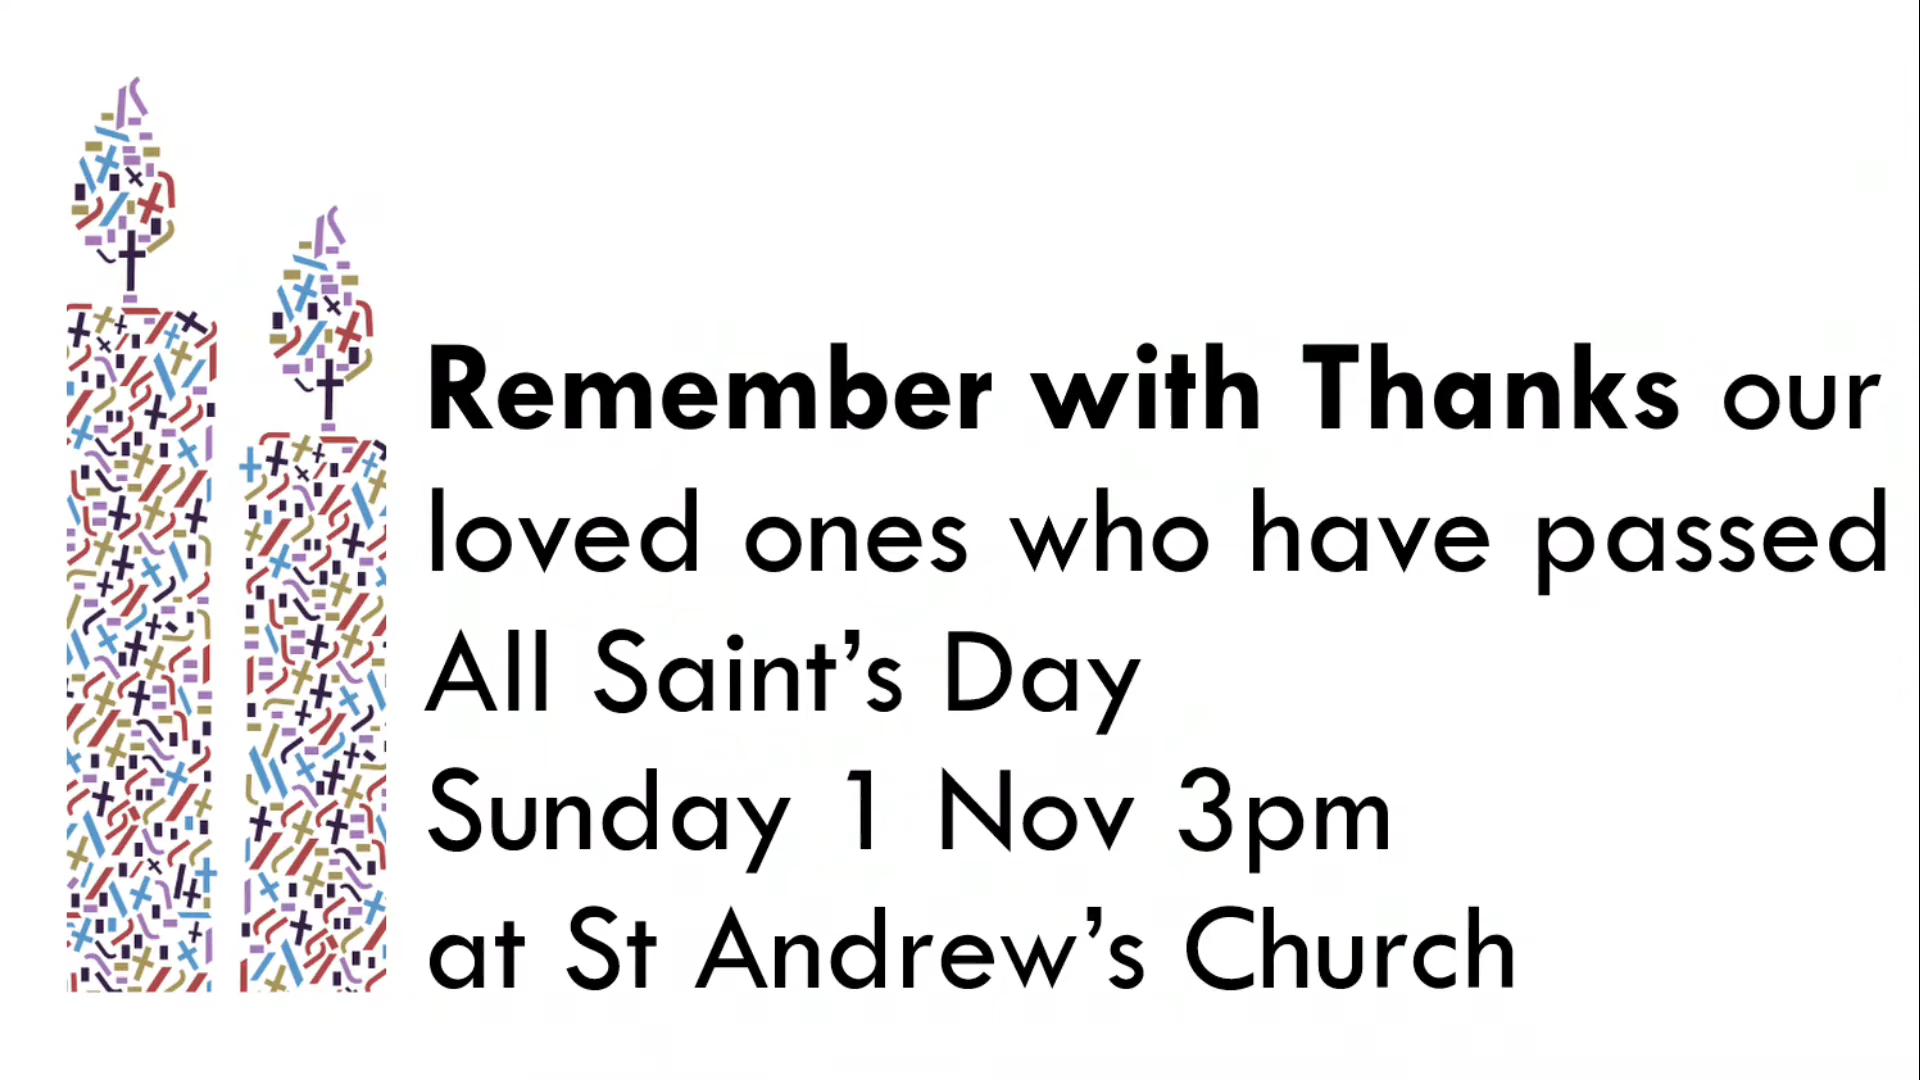 Remember with Thanks our
loved ones who have passed
All Saint’s Day
Sunday 1 Nov 3pm
at St Andrew’s Church